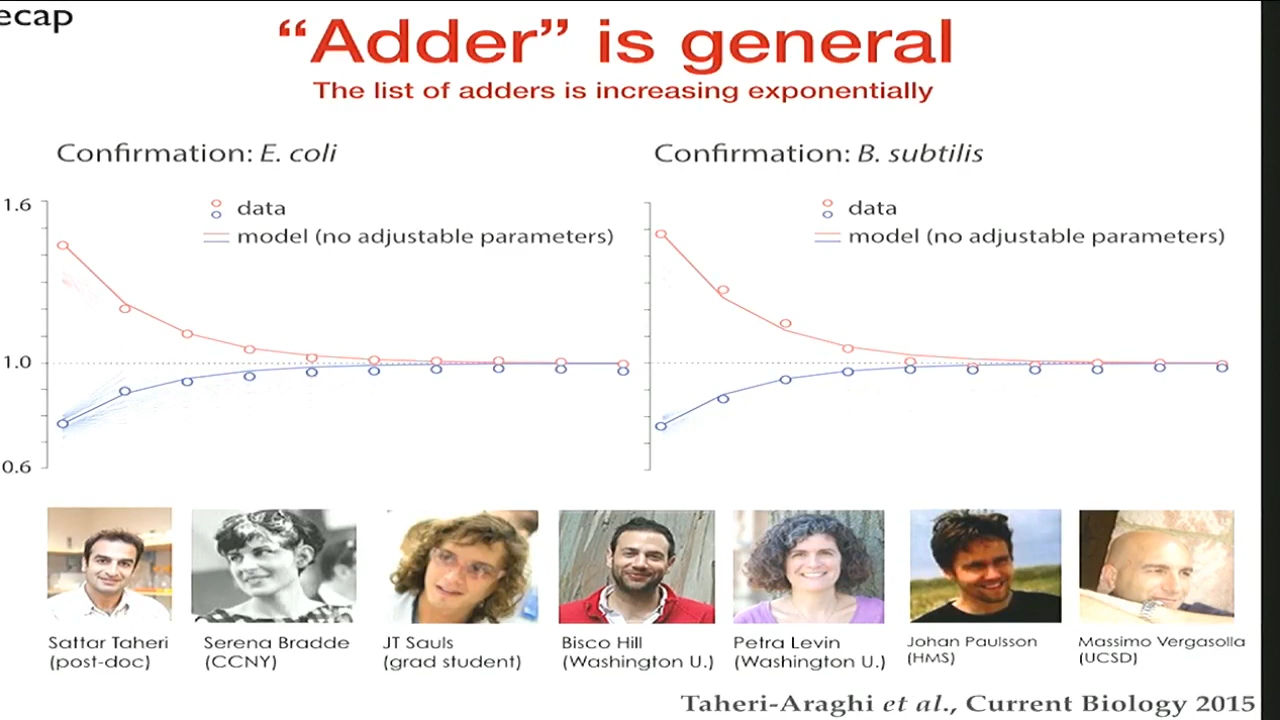 ecap
“Adder” is general
The list of adders is increasing exponentially
Confirmation: E. coli
Confirmation: B. subtilis
1.6
1.0
0.6
data
model (no adjustable parameters)
data
model (no adjustable parameters)
Sattar Taheri
(post-doc)
Serena Bradde
(CCNY)
JT Sauls
(grad student)
Bisco Hill
(Washington U.)
Petra Levin
(Washington U.)
Johan Paulsson
(HMS)
Massimo Vergasolla
(UCSD)
Taheri-Araghi et al., Current Biology 2015